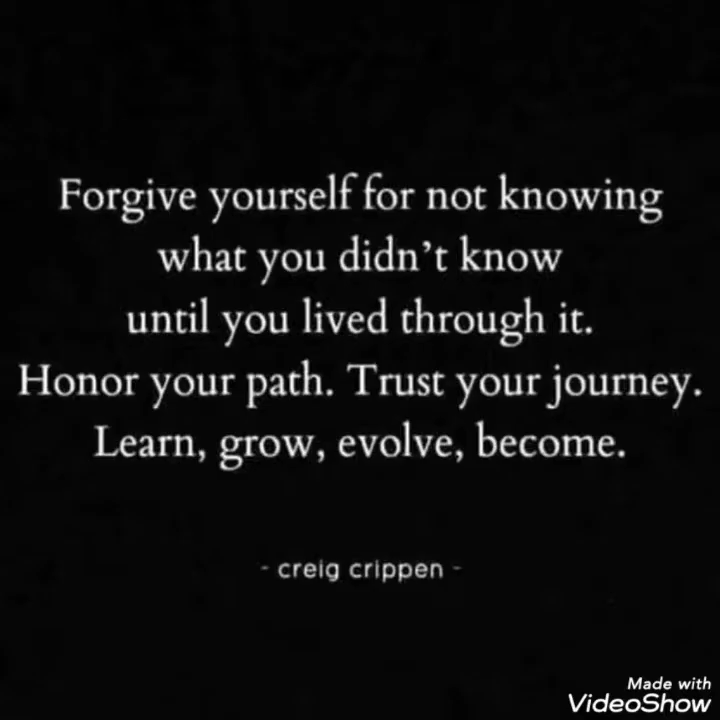 Forgive yourself for not knowing
what you didn’t know
until you lived through it.
Honor your path. Trust your journey.
Learn, grow, evolve, become.
- creig crippen -
Made with
VideoShow